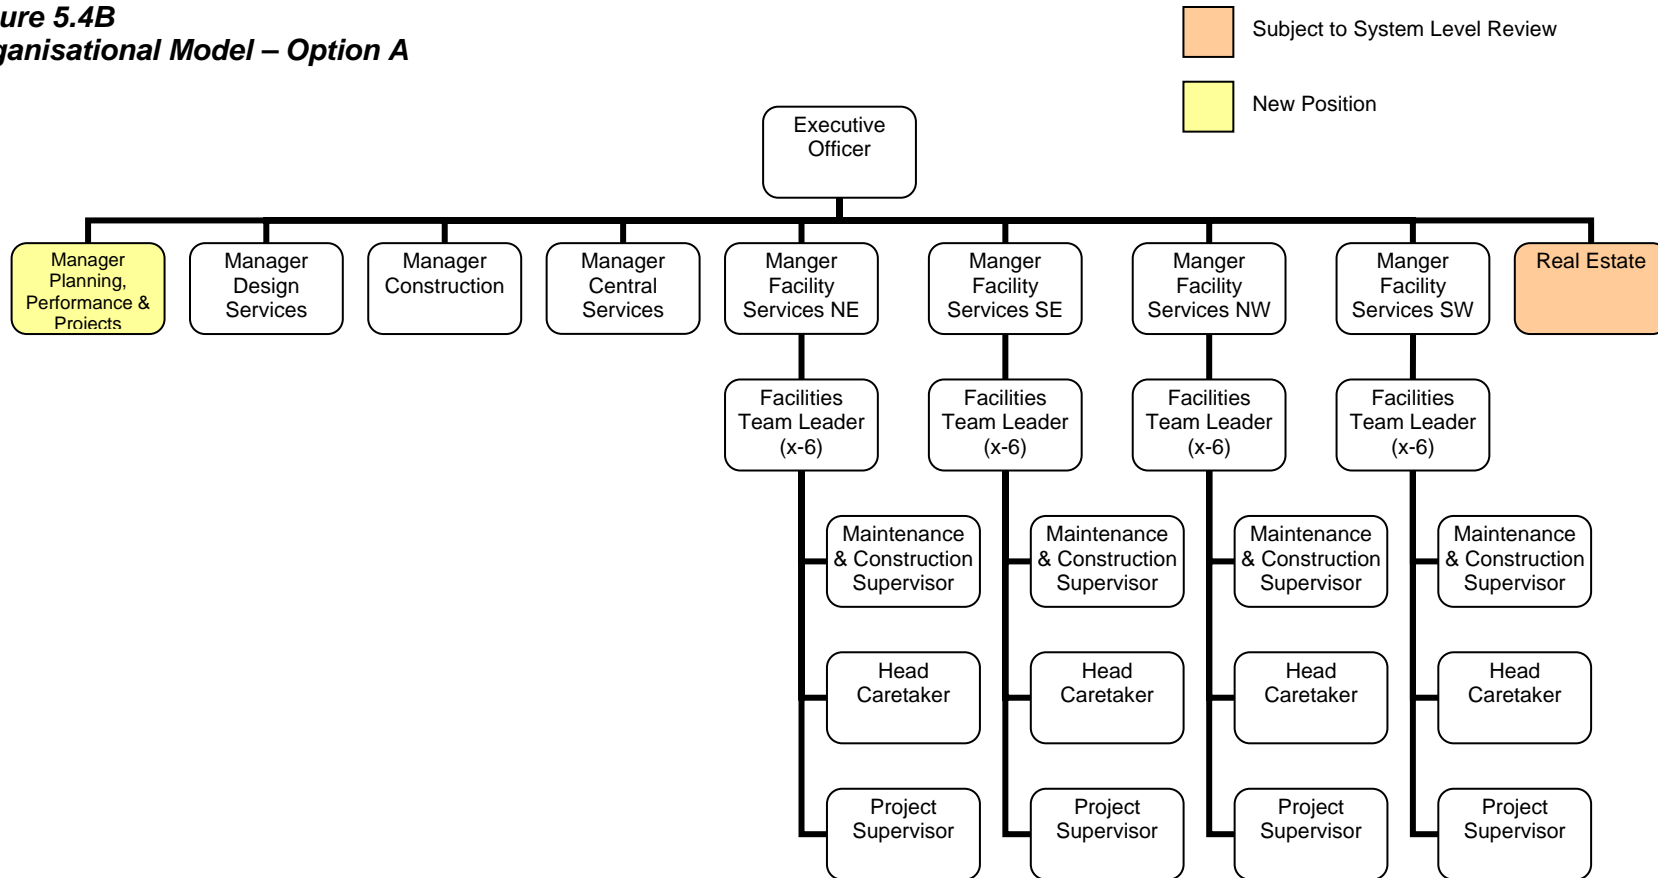 ure 5.4B
ganisational Model – Option A
Subject to System Level Review
New Position
Executive
Officer
Manager
Planning,
Performance &
Projects
Manager
Design
Services
Manager
Construction
Manager
Central
Services
Manger
Facility
Services NE
Manger
Facility
Services SE
Manger
Facility
Services NW
Manger
Facility
Services SW
Real Estate
Facilities
Team Leader
(x-6)
Facilities
Team Leader
(x-6)
Facilities
Team Leader
(x-6)
Facilities
Team Leader
(x-6)
Maintenance
& Construction
Supervisor
Maintenance
& Construction
Supervisor
Maintenance
& Construction
Supervisor
Maintenance
& Construction
Supervisor
Head
Caretaker
Head
Caretaker
Head
Caretaker
Head
Caretaker
Project
Supervisor
Project
Supervisor
Project
Supervisor
Project
Supervisor